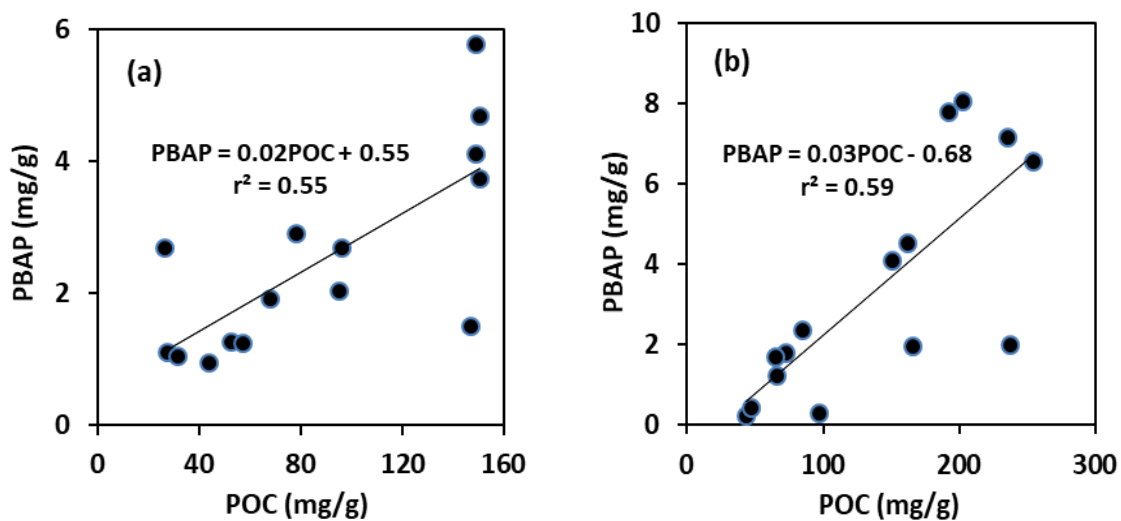 6
(a)
4
PBAP = 0.02POC + 0.55
r² = 0.55
PBAP (mg/g)
2
0
0 40 80 120 160
POC (mg/g)
10
(b)
8
PBAP = 0.03POC - 0.68
r² = 0.59
6
PBAP (mg/g)
4
2
0
0 100 200 300
POC (mg/g)